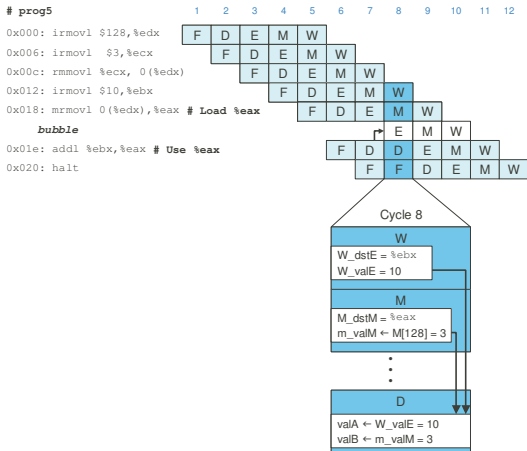 # prog5 1 2 3 4 5 6 7 8 9 10 11 12
0x000: irmovl $128,%edx F D E M W
0x006: irmovl $3,%ecx F D E M W
0x00c: rmmovl %ecx, 0(%edx) F D E M W
0x012: irmovl $10,%ebx F D E M W
0x018: mrmovl 0(%edx),%eax # Load %eax F D E M W
bubble E M W
0x01e: addl %ebx,%eax # Use %eax F D D E M W
0x020: halt F F D E M W
Cycle 8
W
W_dstE = %ebx
W_valE = 10
M
M_dstM = %eax
m_valM ← M[128] = 3
D
valA ← W_valE = 10
valB ← m_valM = 3